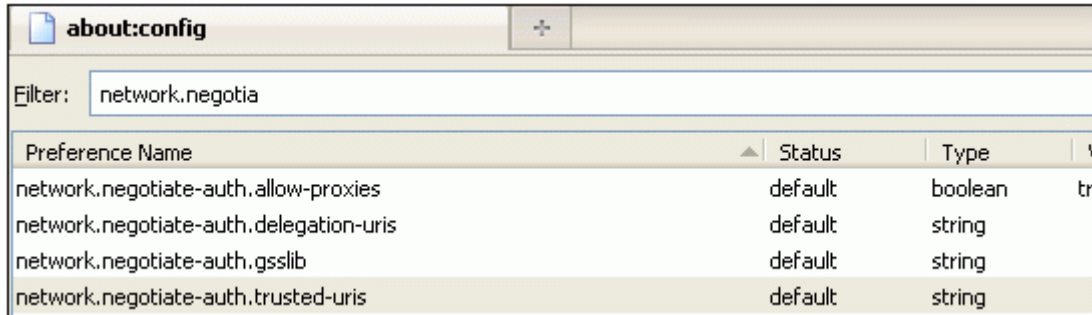 about:config
Filter: network.negotia
Preference Name Status Type
network.negotiate-auth.allow-proxies default boolean
network.negotiate-auth.delegation-uris default string
network.negotiate-auth.gsslib default string
network.negotiate-auth.trusted-uris default string